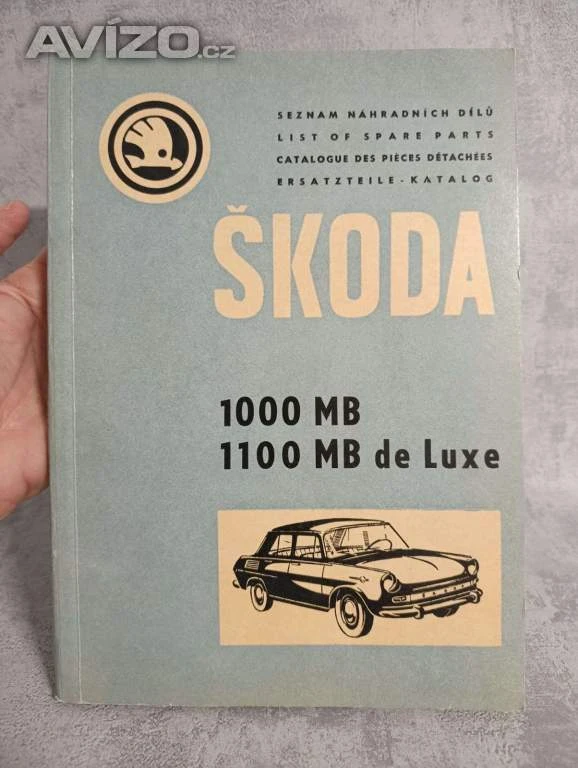 AVÍZO.cz
SEZNAM NÁHRADNÍCH DÍLŮ
LIST OF SPARE PARTS
CATALOGUE DES PIÈCES DÉTACHÉES
ERSATZTEILE-KATALOG
ŠKODA
1000 MB
1100 MB de Luxe